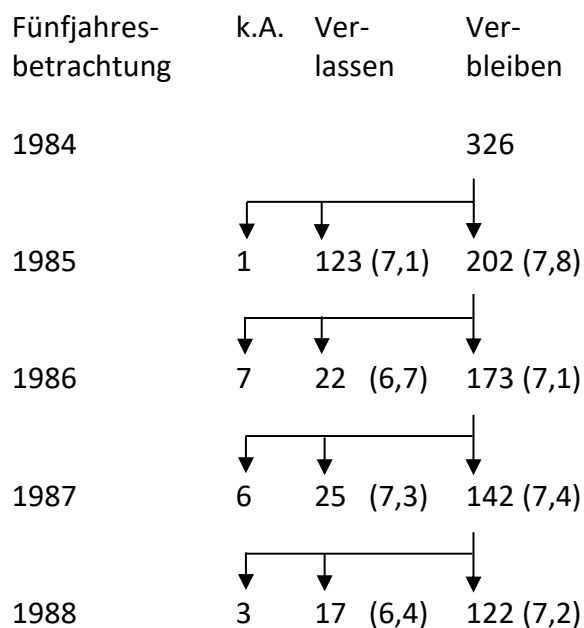 Fünfjahres- k.A. Ver- Ver-
betrachtung lassen bleiben
1984 326
1985 1 123 (7,1) 202 (7,8)
1986 7 22 (6,7) 173 (7,1)
1987 6 25 (7,3) 142 (7,4)
1988 3 17 (6,4) 122 (7,2)